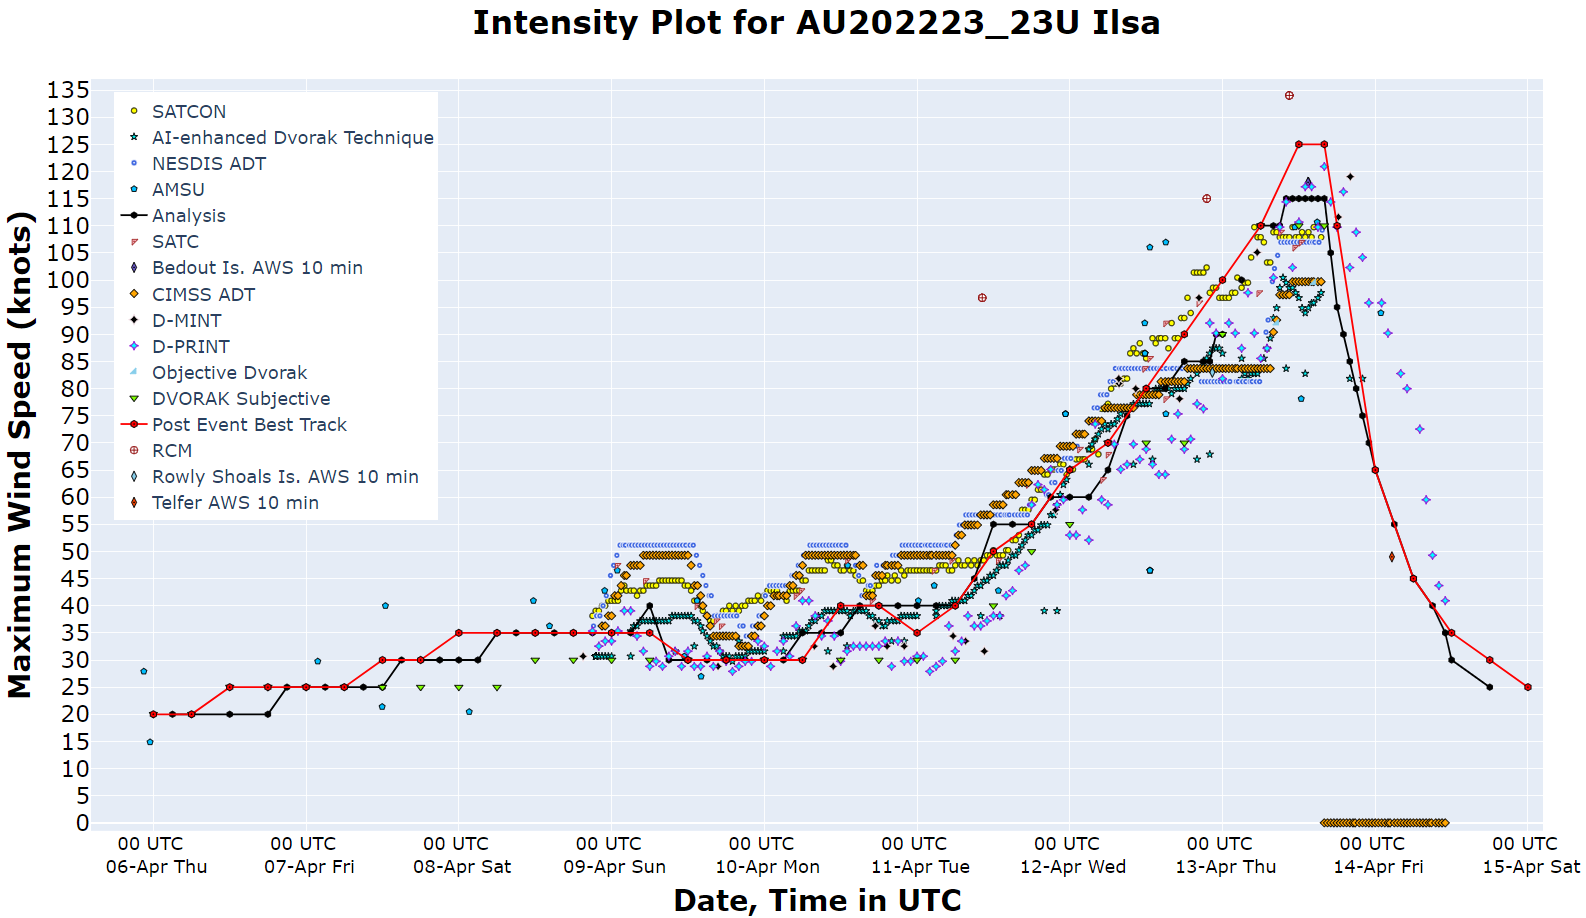 Intensity Plot for AU202223_23U Ilsa
Maximum Wind Speed (knots)
135
130
125
120
115
110
105
100
95
90
85
80
75
70
65
60
55
50
45
40
35
30
25
20
15
10
5
0
SATCON
AI-enhanced Dvorak Technique
NESDIS ADT
AMSU
Analysis
SATC
Bedout Is. AWS 10 min
CIMSS ADT
D-MINT
D-PRINT
Objective Dvorak
DVORAK Subjective
Post Event Best Track
RCM
Rowly Shoals Is. AWS 10 min
Telfer AWS 10 min
00 UTC 00 UTC 00 UTC 00 UTC 00 UTC 00 UTC 00 UTC 00 UTC 00 UTC 00 UTC
06-Apr Thu 07-Apr Fri 08-Apr Sat 09-Apr Sun 10-Apr Mon 11-Apr Tue 12-Apr Wed 13-Apr Thu 14-Apr Fri 15-Apr Sat
Date, Time in UTC